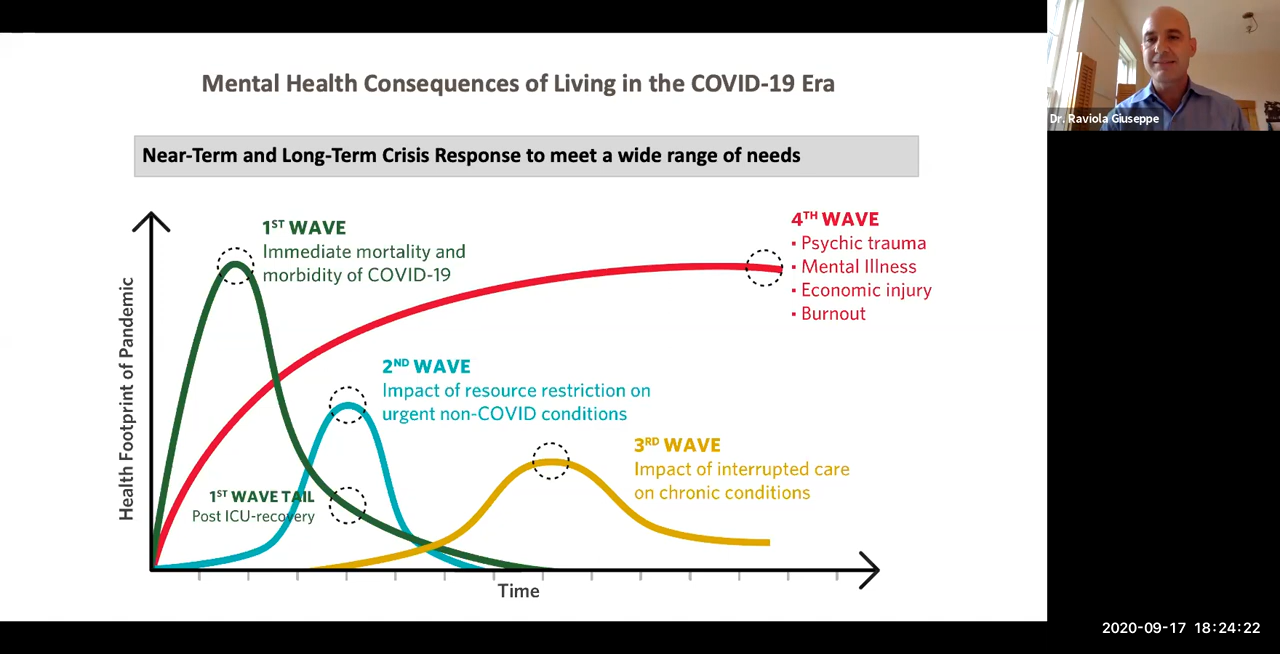 Mental Health Consequences of Living in the COVID-19 Era
Dr. Raviola Giuseppe
Near-Term and Long-Term Crisis Response to meet a wide range of needs
1ST WAVE
Immediate mortality and
morbidity of COVID-19
4TH WAVE
▪ Psychic trauma
▪ Mental Illness
▪ Economic injury
▪ Burnout
2ND WAVE
Impact of resource restriction on
urgent non-COVID conditions
3RD WAVE
Impact of interrupted care
on chronic conditions
1ST WAVE TAIL
Post ICU-recovery
Health Footprint of Pandemic
Time
2020-09-17 18:24:22